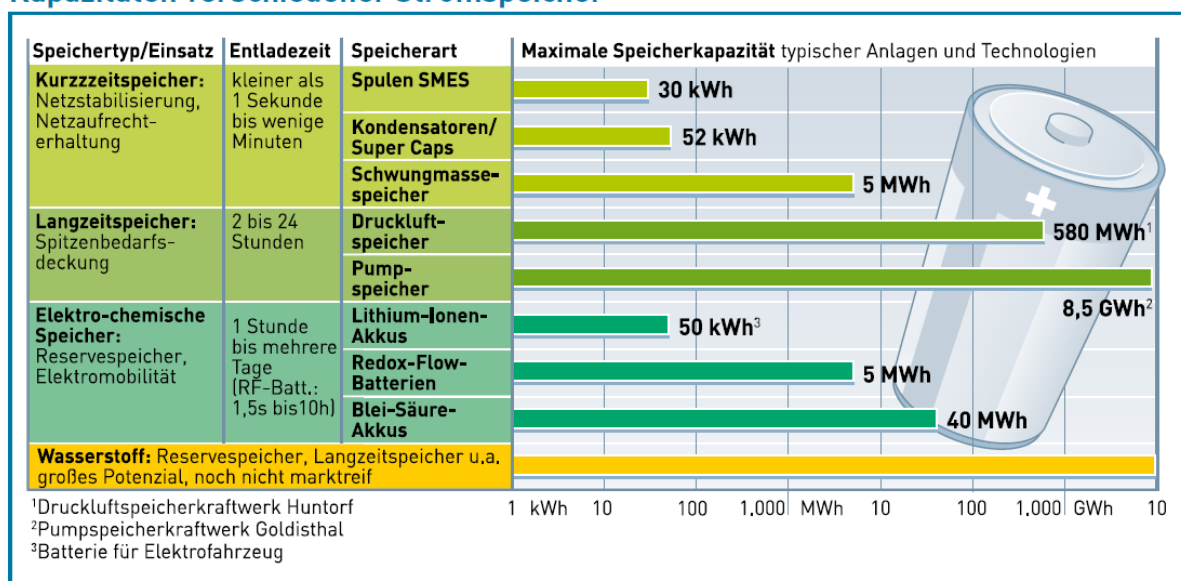 Kapazitäten verschiedener Stromspeicher
Speichertyp/Einsatz Entladezeit Speicherart Maximale Speicherkapazität typischer Anlagen und Technologien
Kurzzzeitspeicher:
Netzstabilisierung,
Netzaufrecht-
erhaltung
kleiner als
1 Sekunde
bis wenige
Minuten
Spulen SMES
30 kWh
Kondensatoren/
Super Caps
52 kWh
Schwungmasse-
speicher
5 MWh
Langzeitspeicher:
Spitzenbedarfs-
deckung
2 bis 24
Stunden
Druckluft-
speicher
580 MWh¹
Pump-
speicher
8,5 GWh²
Elektro-chemische
Speicher:
Reservespeicher,
Elektromobilität
1 Stunde
bis mehrere
Tage
(RF-Batt.:
1,5s bis10h)
Lithium-Ionen-
Akkus
50 kWh³
Redox-Flow-
Batterien
5 MWh
Blei-Säure-
Akkus
40 MWh
Wasserstoff: Reservespeicher, Langzeitspeicher u.a.
großes Potenzial, noch nicht marktreif
1 kWh 10 100 1.000 MWh 10 100 1.000 GWh 10
¹Druckluftspeicherkraftwerk Huntorf
²Pumpspeicherkraftwerk Goldisthal
³Batterie für Elektrofahrzeug